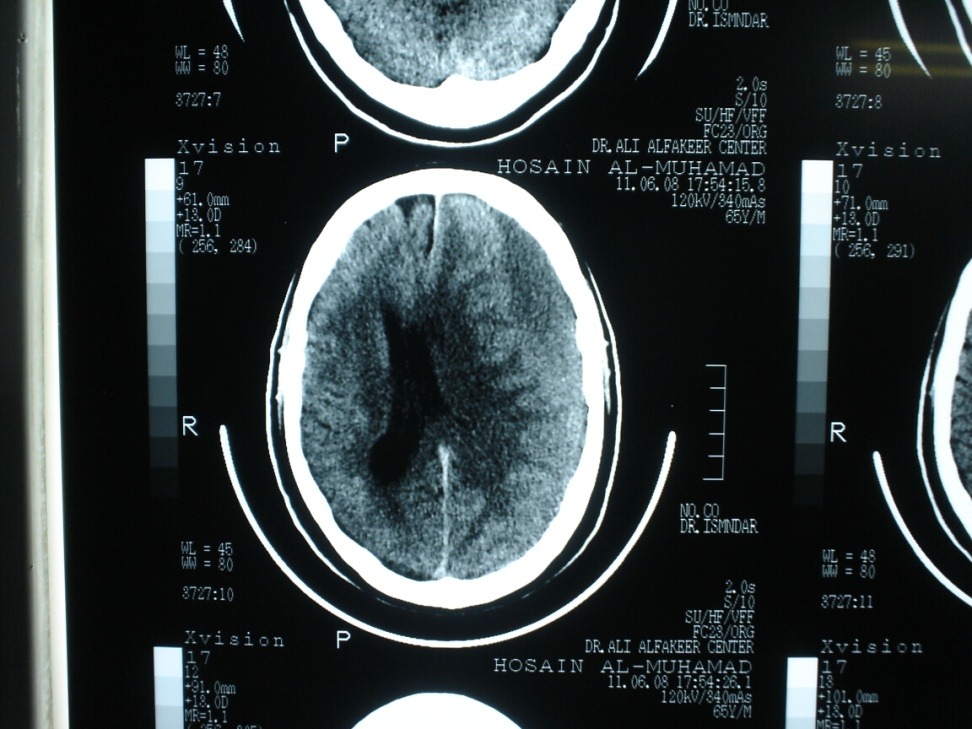 NO.CO
DR.ISMNDAR
WL = 48
WW = 80
3727:7
2.0s
S/10
SU/HF/VFF
FC23/ORG
DR.ALI ALFAKEER CENTER
P
WL = 45
WW = 80
3727:8
Xvision
17
9
+61.0mm
+13.0D
MR=1.1
( 256, 284)
HOSAIN AL-MUHAMAD
11.06.08 17:54:15.8
120kV/340mAs
65Y/M
R
NO.CO
DR.ISMNDAR
WL = 45
WW = 80
3727:10
2.0s
S/10
SU/HF/VFF
FC23/ORG
DR.ALI ALFAKEER CENTER
P
Xvision
17
10
+71.0mm
+13.0D
MR=1.1
( 256, 291)
R
WL = 48
WW = 80
3727:11
Xvision
17
12
+91.0mm
+13.0D
MR=1.1
HOSAIN AL-MUHAMAD
11.06.08 17:54:26.1
120kV/340mAs
65Y/M
Xvision
17
13
+101.0mm
+13.0D
MR=1.1